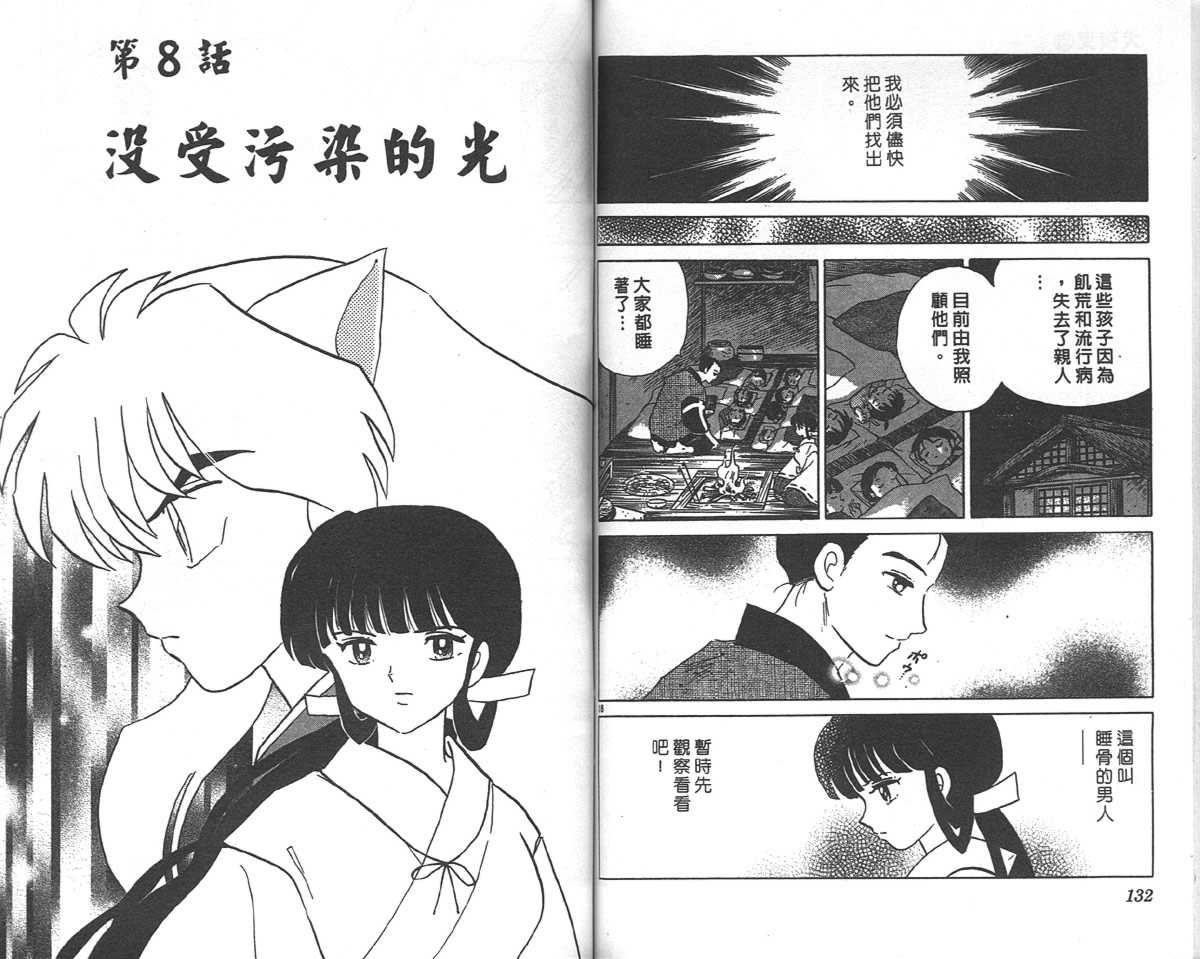 我必須儘快
把他們找出
來。
這些孩子因為
飢荒和流行病
，失去了親人
…
目前由我照
顧他們。
大家都睡
著了…
ポウ…
這個叫
睡骨的男人
——
暫時先
觀察看看
吧！
132
第8話
没受污染的光